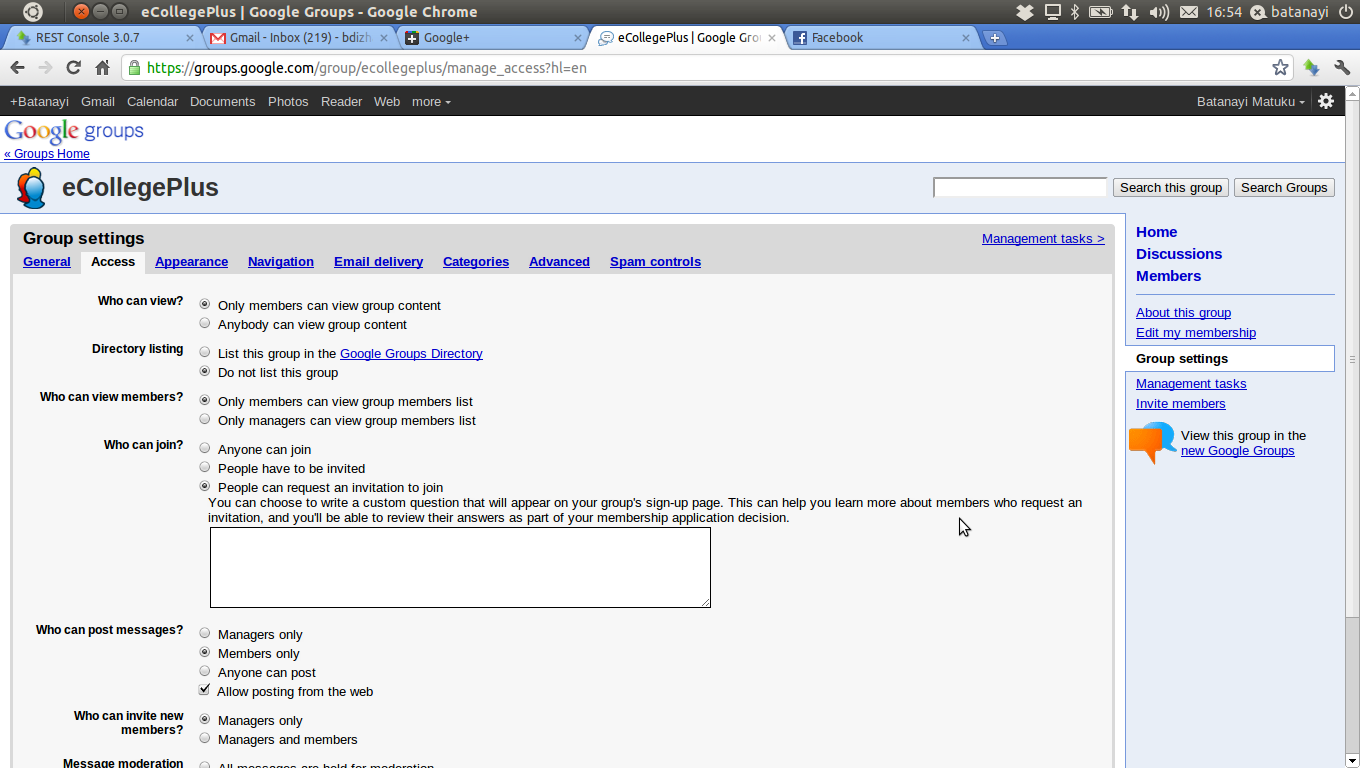 eCollegePlus | Google Groups - Google Chrome
16:54
batanayi
REST Console 3.0.7
Gmail - Inbox (219) - bdizh
Google+
eCollegePlus | Google Gro
Facebook
https://groups.google.com/group/ecollegeplus/manage_access?hl=en
+Batanayi Gmail Calendar Documents Photos Reader Web more
Batanayi Matuku
Google groups
« Groups Home
eCollegePlus
Search this group
Search Groups
Group settings
Management tasks >
General Access Appearance Navigation Email delivery Categories Advanced Spam controls
Who can view?
Only members can view group content
Anybody can view group content
Directory listing
List this group in the Google Groups Directory
Do not list this group
Who can view members?
Only members can view group members list
Only managers can view group members list
Who can join?
Anyone can join
People have to be invited
People can request an invitation to join
You can choose to write a custom question that will appear on your group's sign-up page. This can help you learn more about members who request an
invitation, and you'll be able to review their answers as part of your membership application decision.
Who can post messages?
Managers only
Members only
Anyone can post
Allow posting from the web
Who can invite new
members?
Managers only
Managers and members
Message moderation
All messages are held for moderation
Home
Discussions
Members
About this group
Edit my membership
Group settings
Management tasks
Invite members
View this group in the
new Google Groups